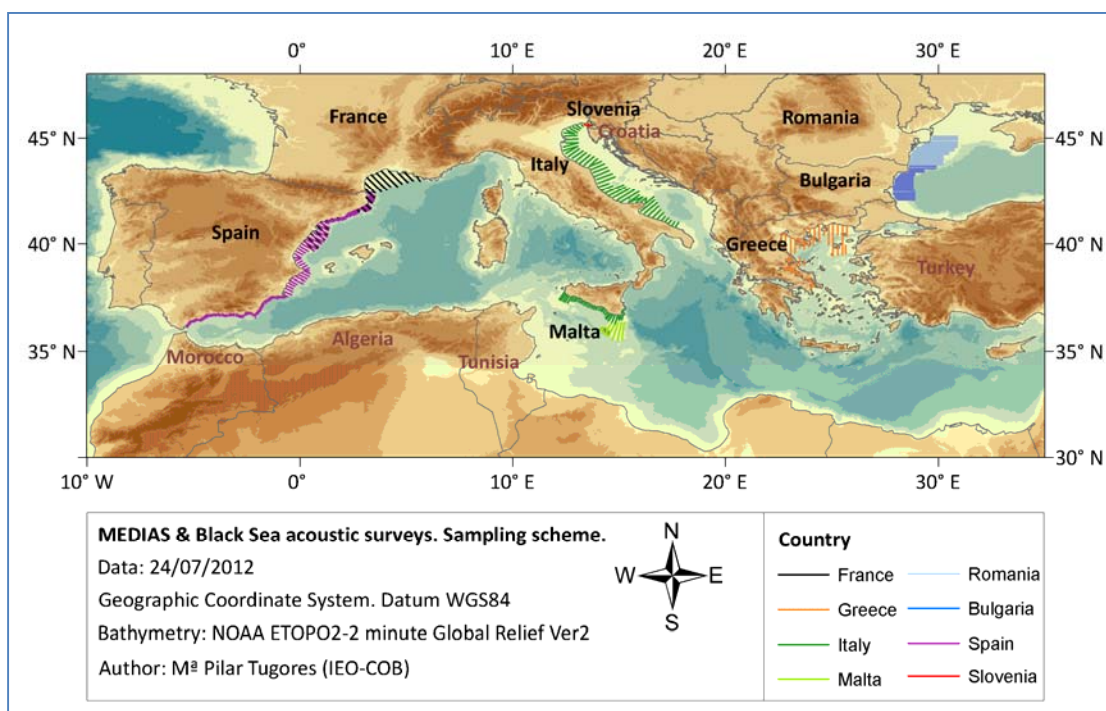 0° 10° E 20° E 30° E
45° N 45° N
40° N 40° N
35° N 35° N
30° N
10° W 0° 10° E 20° E 30° E
France
Slovenia
Croatia
Romania
Italy
Bulgaria
Spain
Greece
Turkey
Malta
Morocco
Algeria
Tunisia
MEDIAS & Black Sea acoustic surveys. Sampling scheme.
Data: 24/07/2012
Geographic Coordinate System. Datum WGS84
Bathymetry: NOAA ETOPO2-2 minute Global Relief Ver2
Author: Mª Pilar Tugores (IEO-COB)
N
W E
S
Country
France Romania
Greece Bulgaria
Italy Spain
Malta Slovenia